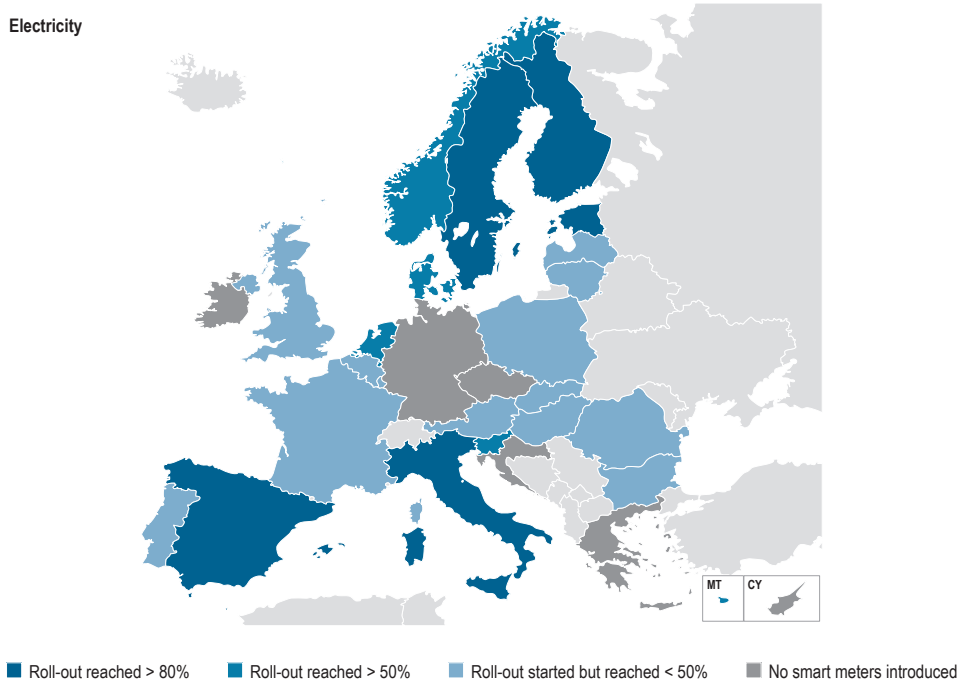 Electricity
MT
CY
Roll-out reached > 80%
Roll-out reached > 50%
Roll-out started but reached < 50%
No smart meters introduced